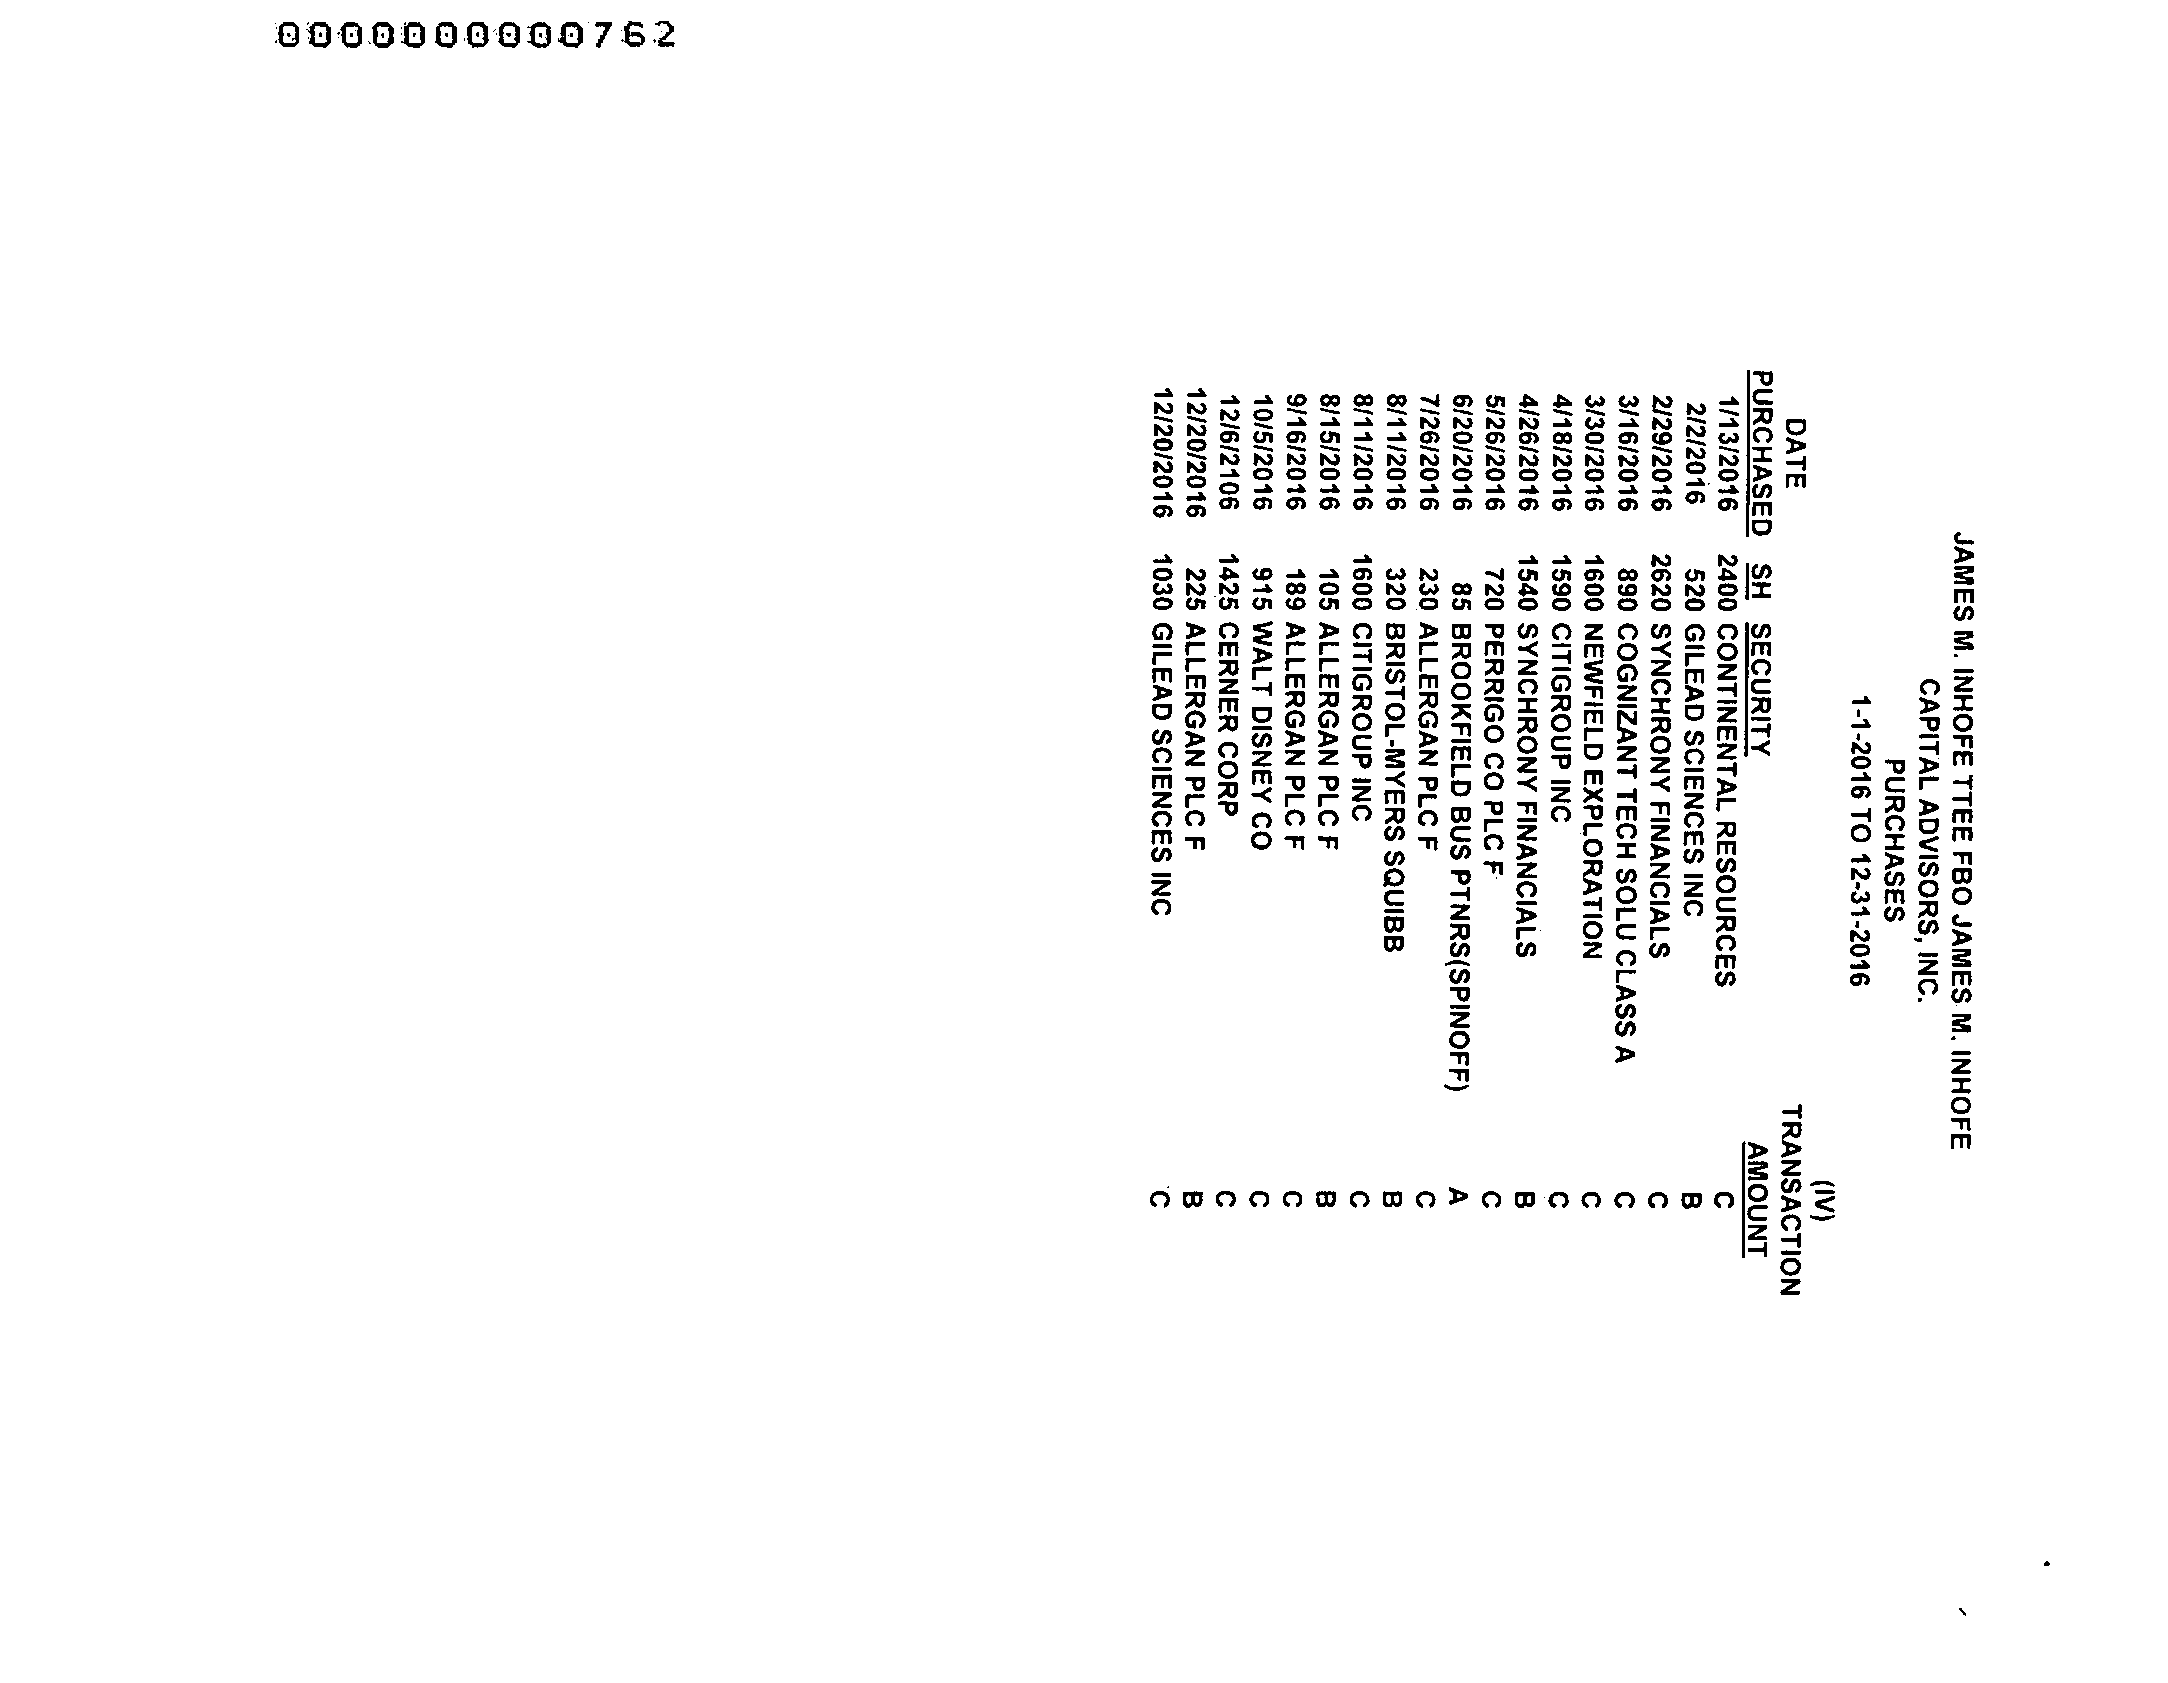 000000000762
JAMES M. INHOFE TTEE FBO JAMES M. INHOFE
CAPITAL ADVISORS, INC.
PURCHASES
1-1-2016 TO 12-31-2016
(IV)
DATE TRANSACTION
PURCHASED SH SECURITY AMOUNT
1/13/2016 2400 CONTINENTAL RESOURCES C
2/2/2016 520 GILEAD SCIENCES INC B
2/29/2016 2620 SYNCHRONY FINANCIALS C
3/16/2016 890 COGNIZANT TECH SOLU CLASS A C
3/30/2016 1600 NEWFIELD EXPLORATION C
4/18/2016 1590 CITIGROUP INC C
4/26/2016 1540 SYNCHRONY FINANCIALS B
5/26/2016 720 PERRIGO CO PLC F C
6/20/2016 85 BROOKFIELD BUS PTNRS(SPINOFF) A
7/26/2016 230 ALLERGAN PLC F C
8/11/2016 320 BRISTOL-MYERS SQUIBB B
8/11/2016 1600 CITIGROUP INC C
8/15/2016 105 ALLERGAN PLC F B
9/16/2016 189 ALLERGAN PLC F C
10/5/2016 915 WALT DISNEY CO C
12/6/2106 1425 CERNER CORP C
12/20/2016 225 ALLERGAN PLC F B
12/20/2016 1030 GILEAD SCIENCES INC C